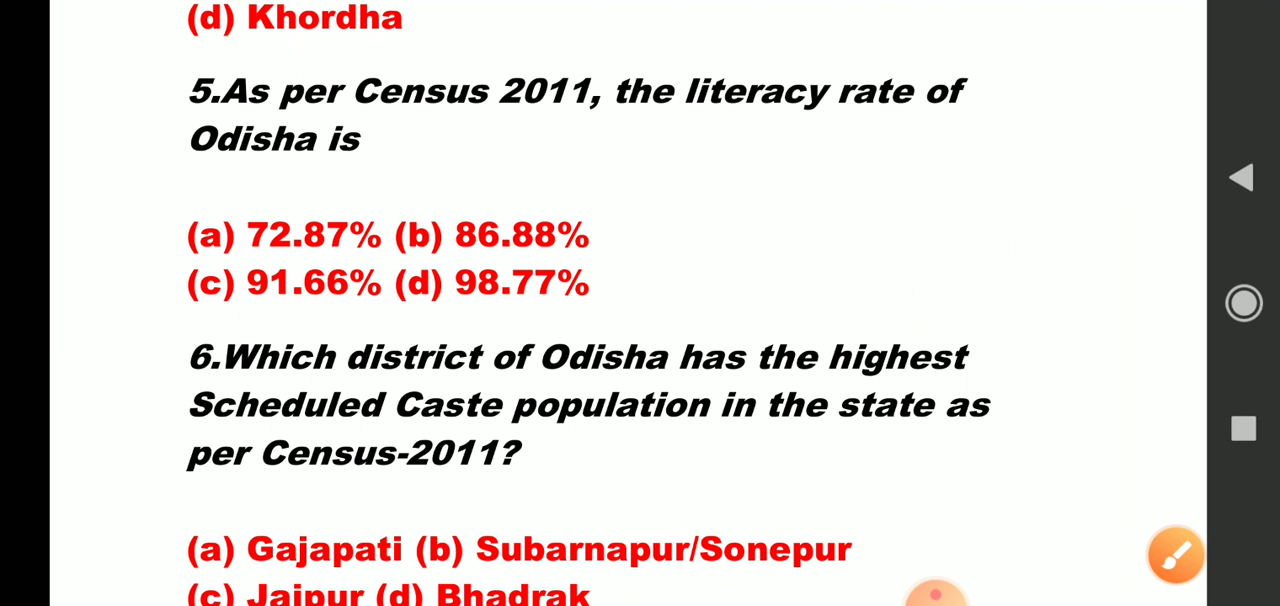 (d) Khordha
5.As per Census 2011, the literacy rate of
Odisha is
(a) 72.87% (b) 86.88%
(c) 91.66% (d) 98.77%
6.Which district of Odisha has the highest
Scheduled Caste population in the state as
per Census-2011?
(a) Gajapati (b) Subarnapur/Sonepur
(c) Jajpur (d) Bhadrak